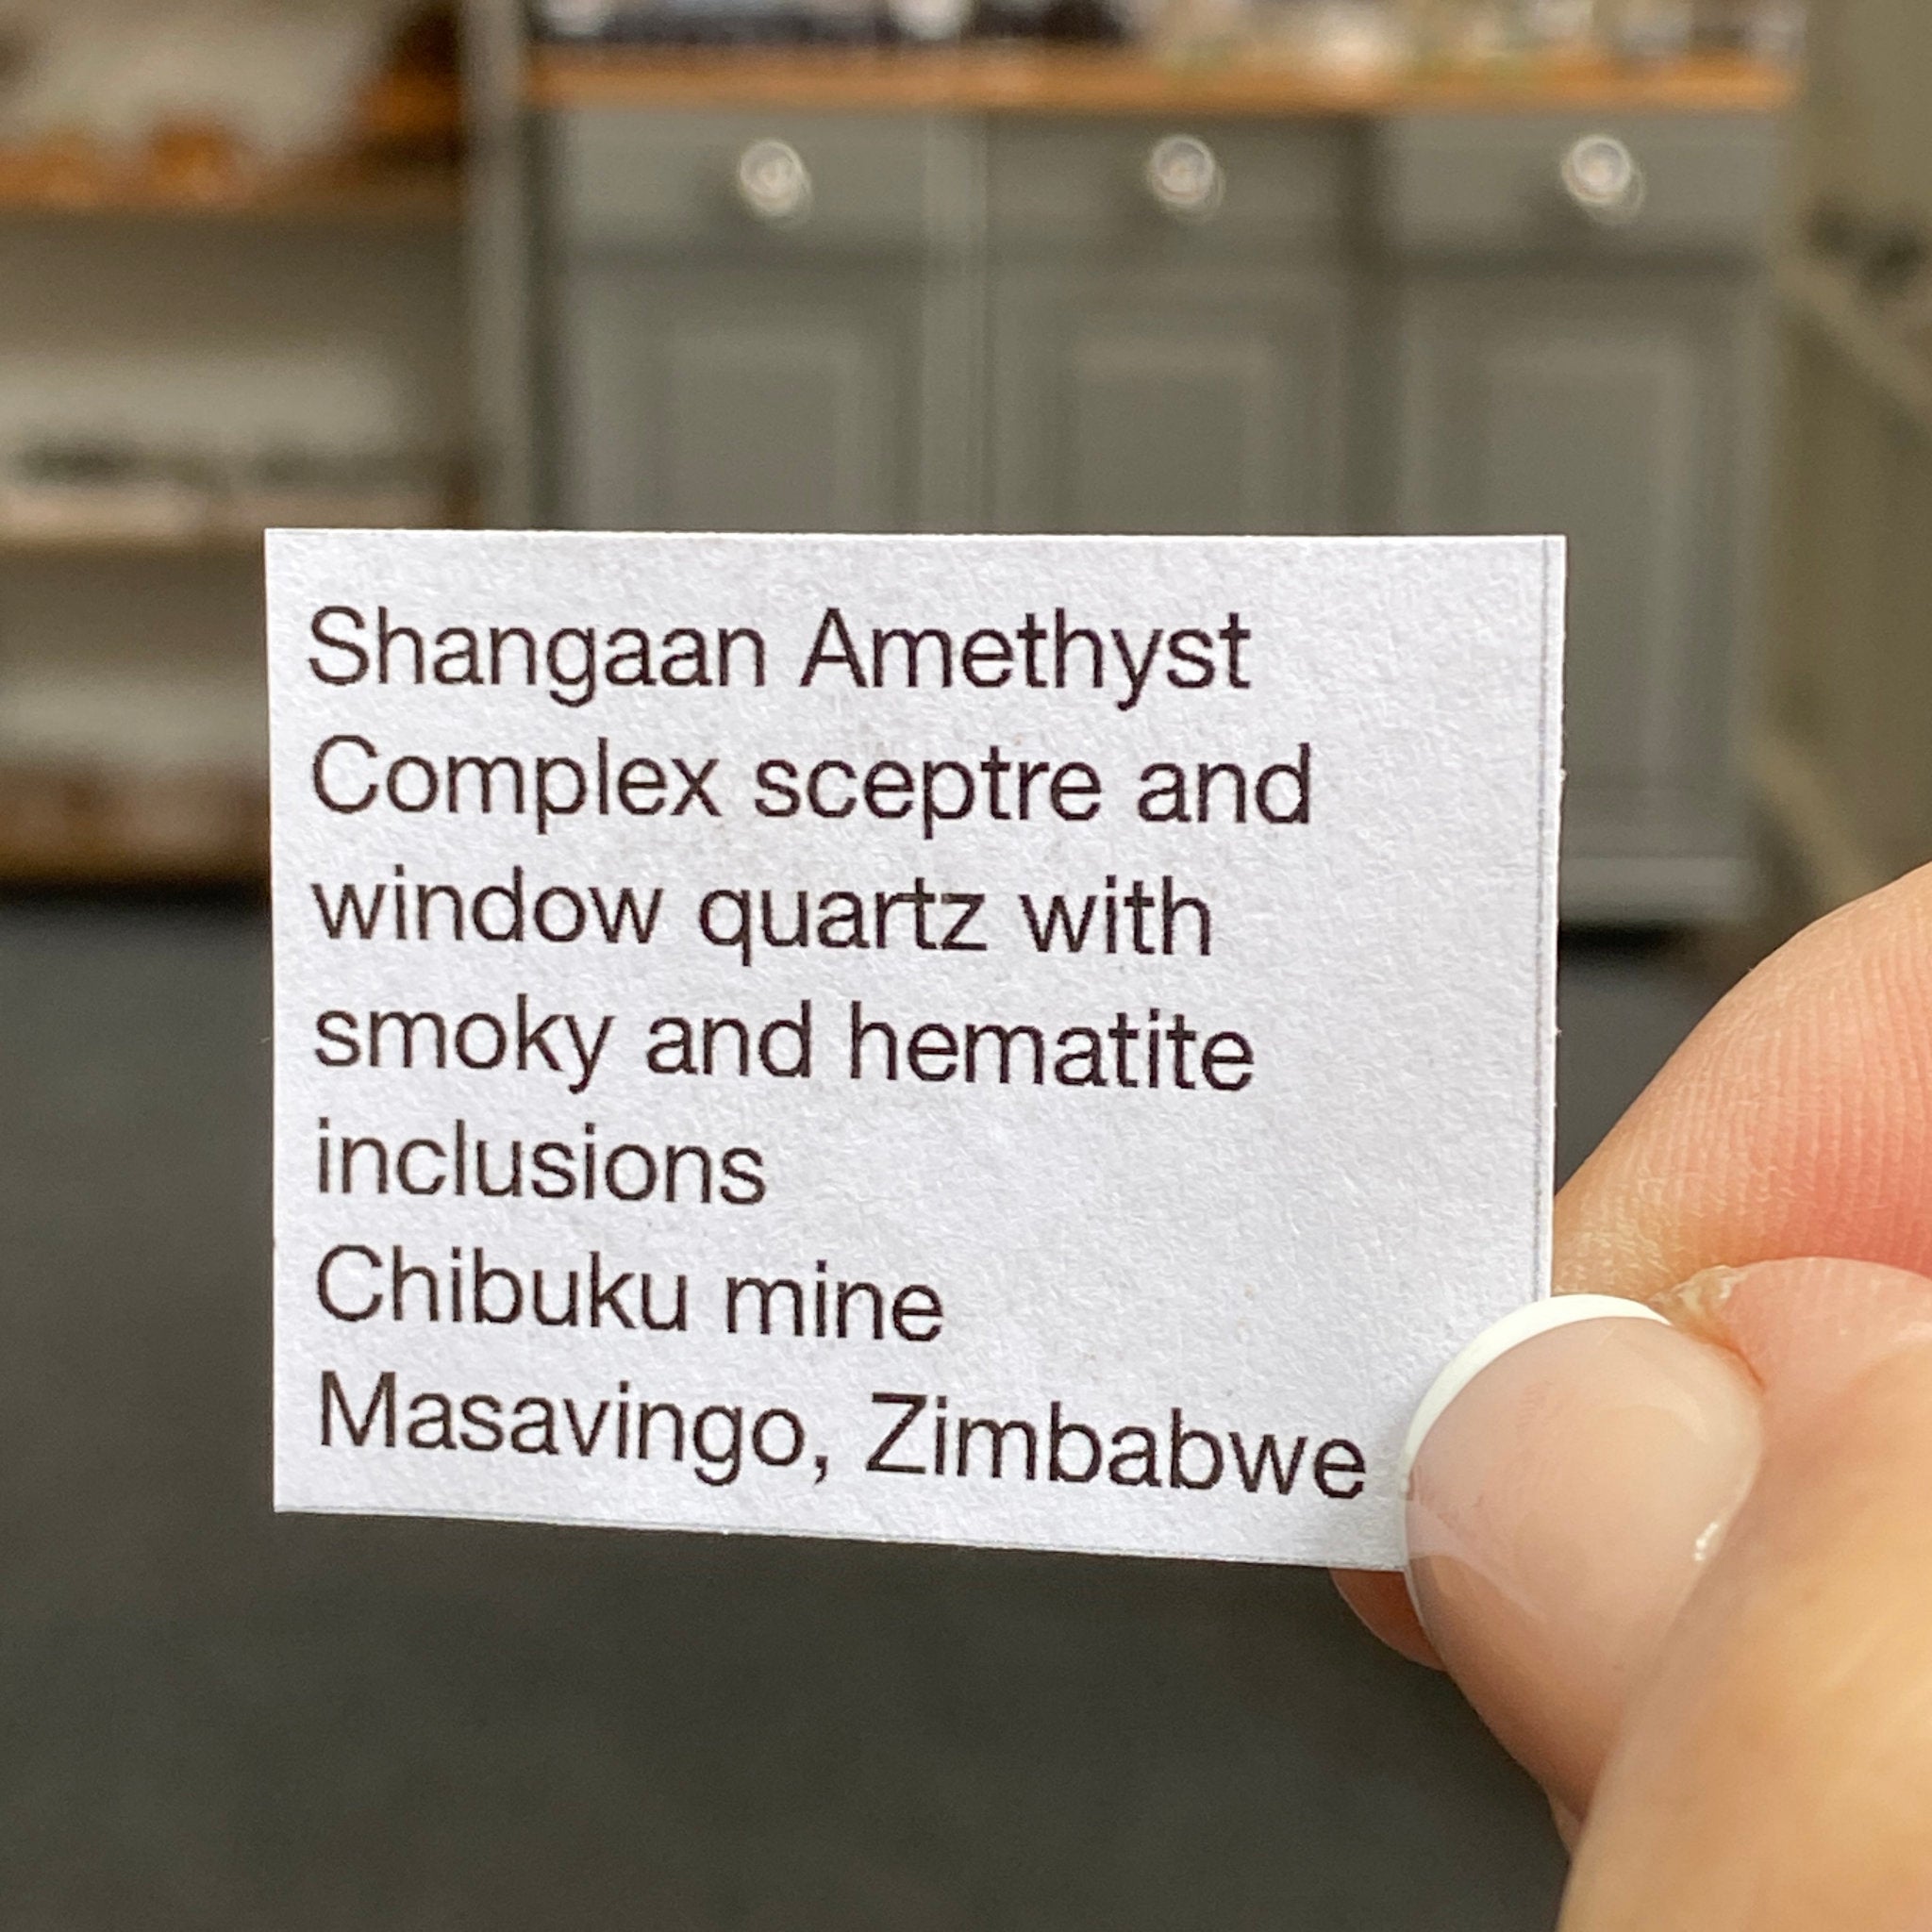 Shangaan Amethyst
Complex sceptre and
window quartz with
smoky and hematite
inclusions
Chibuku mine
Masavingo, Zimbabwe